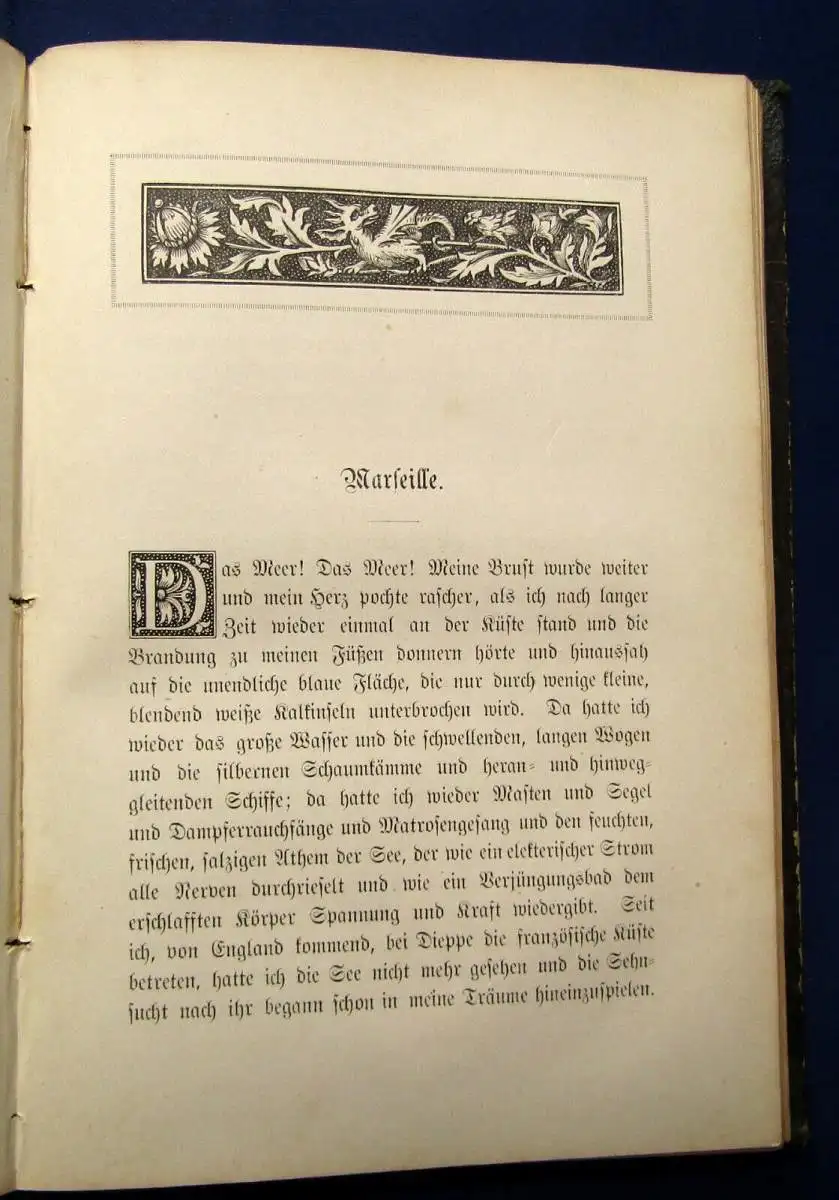 Marseille.
Das Meer! Das Meer! Meine Brust wurde weiter
und mein Herz pochte rascher, als ich nach langer
Zeit wieder einmal an der Küste stand und die
Brandung zu meinen Füßen donnern hörte und hinaussah
auf die unendliche blaue Fläche, die nur durch wenige kleine,
blendend weiße Kalkinseln unterbrochen wird. Da hatte ich
wieder das große Wasser und die schwellenden, langen Wogen
und die silbernen Schaumkämme und heran- und hinweg-
gleitenden Schiffe; da hatte ich wieder Masten und Segel
und Dampferrauchfänge und Matrosengesang und den feuchten,
frischen, salzigen Athem der See, der wie ein elekterischer Strom
alle Nerven durchrieselt und wie ein Verjüngungsbad dem
erschlafften Körper Spannung und Kraft wiedergibt. Seit
ich, von England kommend, bei Dieppe die französische Küste
betreten, hatte ich die See nicht mehr gesehen und die Sehn-
sucht nach ihr begann schon in meine Träume hineinzuspielen.